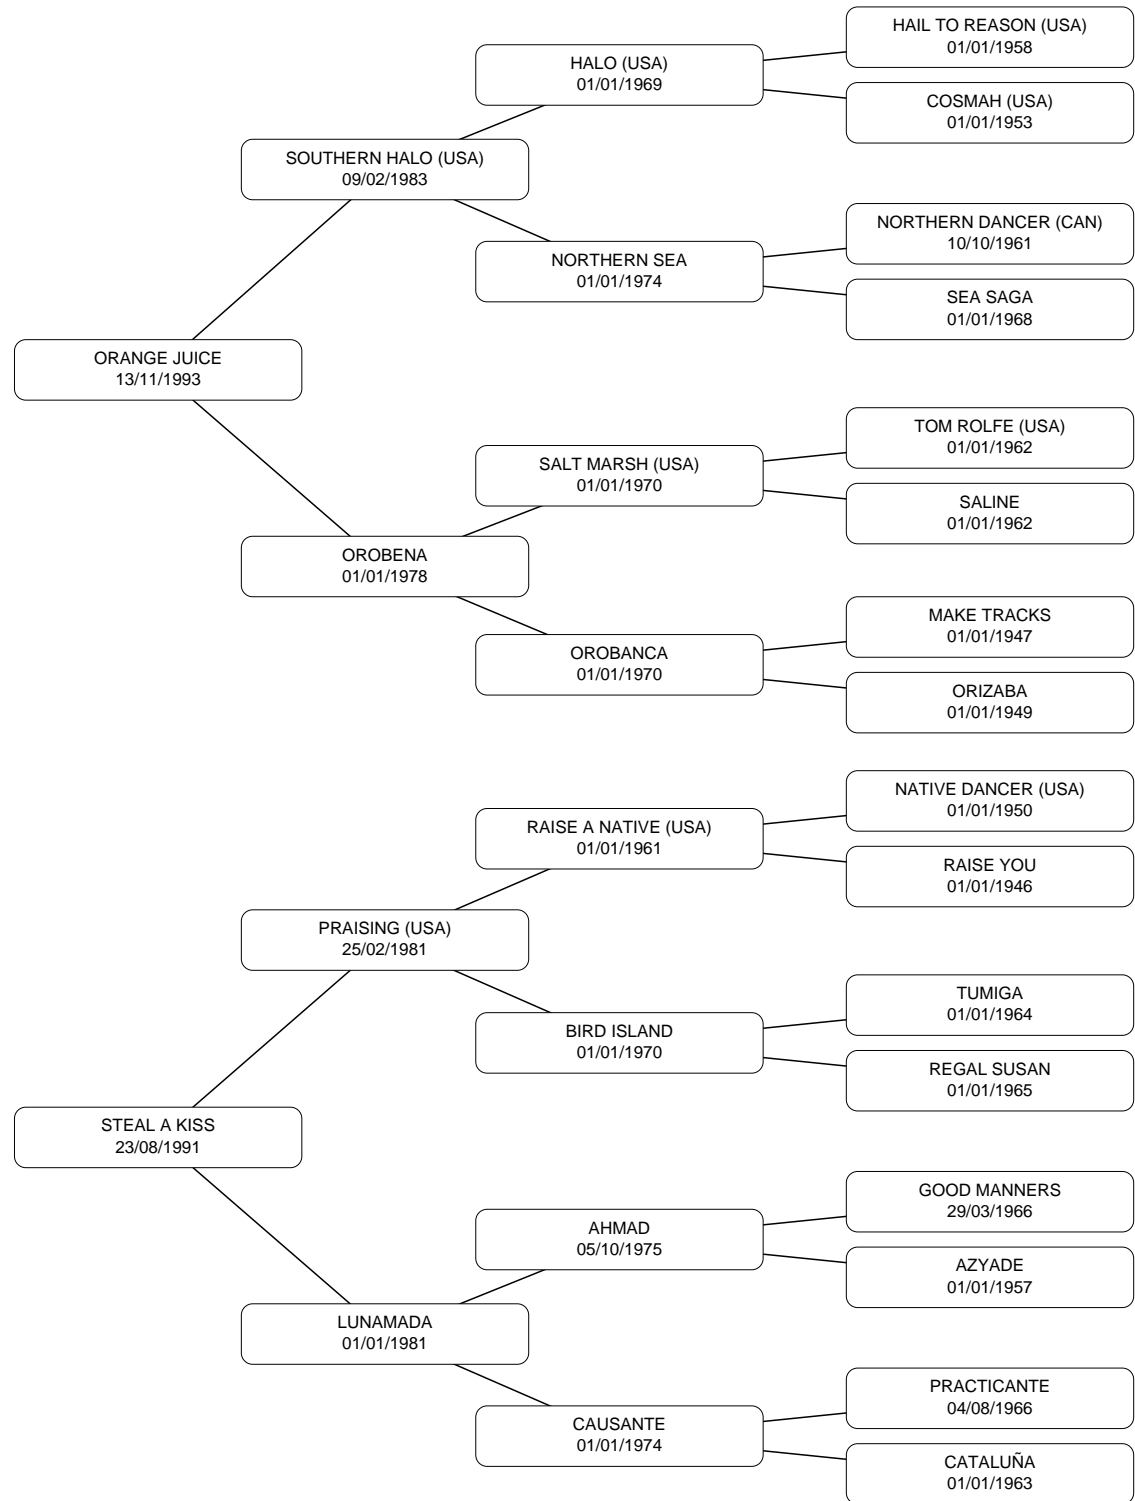 HAIL TO REASON (USA)
01/01/1958
HALO (USA)
01/01/1969
COSMAH (USA)
01/01/1953
SOUTHERN HALO (USA)
09/02/1983
NORTHERN DANCER (CAN)
10/10/1961
NORTHERN SEA
01/01/1974
SEA SAGA
01/01/1968
ORANGE JUICE
13/11/1993
TOM ROLFE (USA)
01/01/1962
SALT MARSH (USA)
01/01/1970
SALINE
01/01/1962
OROBENA
01/01/1978
MAKE TRACKS
01/01/1947
OROBANCA
01/01/1970
ORIZABA
01/01/1949
NATIVE DANCER (USA)
01/01/1950
RAISE A NATIVE (USA)
01/01/1961
RAISE YOU
01/01/1946
PRAISING (USA)
25/02/1981
TUMIGA
01/01/1964
BIRD ISLAND
01/01/1970
REGAL SUSAN
01/01/1965
STEAL A KISS
23/08/1991
GOOD MANNERS
29/03/1966
AHMAD
05/10/1975
AZYADE
01/01/1957
LUNAMADA
01/01/1981
PRACTICANTE
04/08/1966
CAUSANTE
01/01/1974
CATALUÑA
01/01/1963